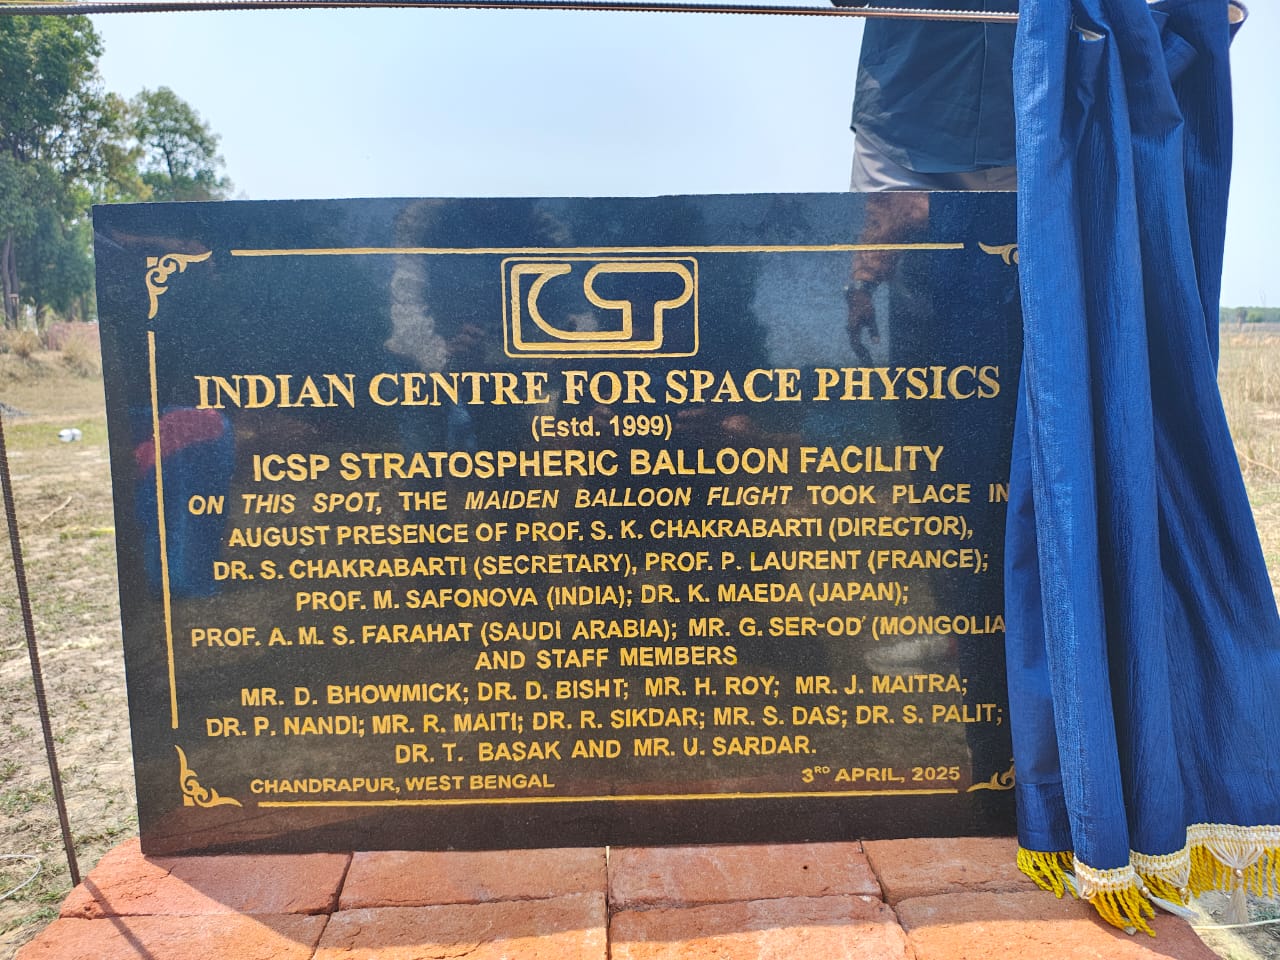 ICSP
INDIAN CENTRE FOR SPACE PHYSICS
(Estd. 1999)
ICSP STRATOSPHERIC BALLOON FACILITY
ON THIS SPOT, THE MAIDEN BALLOON FLIGHT TOOK PLACE IN
AUGUST PRESENCE OF PROF. S. K. CHAKRABARTI (DIRECTOR),
DR. S. CHAKRABARTI (SECRETARY), PROF. P. LAURENT (FRANCE);
PROF. M. SAFONOVA (INDIA); DR. K. MAEDA (JAPAN);
PROF. A. M. S. FARAHAT (SAUDI ARABIA); MR. G. SER-OD' (MONGOLIA
AND STAFF MEMBERS
MR. D. BHOWMICK; DR. D. BISHT; MR. H. ROY; MR. J. MAITRA;
DR. P. NANDI; MR. R. MAITI; DR. R. SIKDAR; MR. S. DAS; DR. S. PALIT;
DR. T. BASAK AND MR. U. SARDAR.
CHANDRAPUR, WEST BENGAL
3RD APRIL, 2025